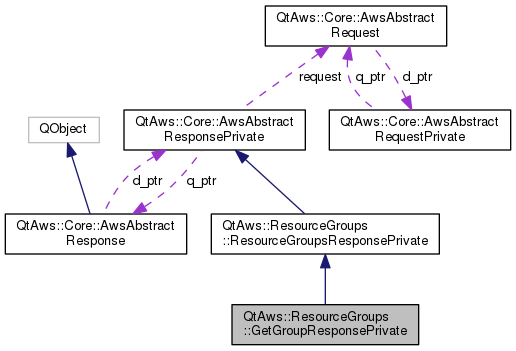 QtAws::Core::AwsAbstract
Request
request
q_ptr
d_ptr
QObject
QtAws::Core::AwsAbstract
ResponsePrivate
QtAws::Core::AwsAbstract
RequestPrivate
d_ptr
q_ptr
QtAws::Core::AwsAbstract
Response
QtAws::ResourceGroups
::ResourceGroupsResponsePrivate
QtAws::ResourceGroups
::GetGroupResponsePrivate